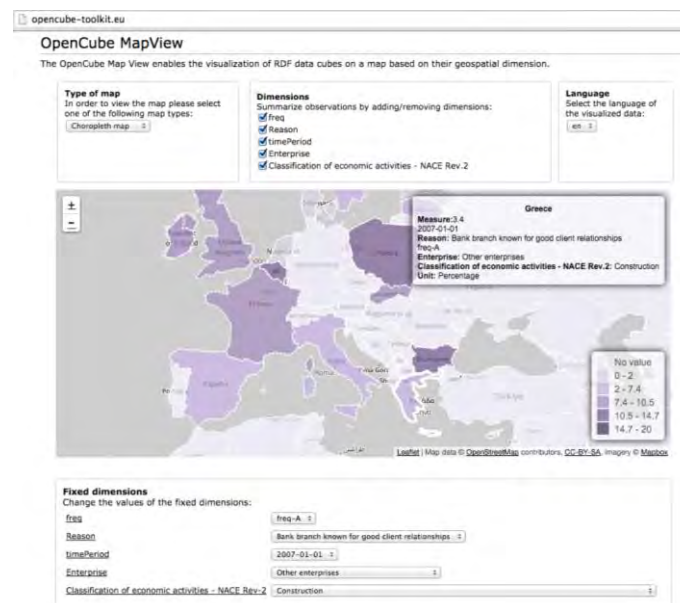 opencube-toolkit.eu
OpenCube MapView
The OpenCube Map View enables the visualization of RDF data cubes on a map based on their geospatial dimension.
Type of map
In order to view the map please select
one of the following map types:
Choropleth map
Dimensions
Summarize observations by adding/removing dimensions:
freq
Reason
timePeriod
Enterprise
Classification of economic activities - NACE Rev.2
Language
Select the language of
the visualized data:
en
+
-
Greece
Measure:3.4
2007-01-01
Reason: Bank branch known for good client relationships
freq-A
Enterprise: Other enterprises
Classification of economic activities - NACE Rev.2: Construction
Unit: Percentage
France
España
Italia
Roma
Türkiye
No value
0 - 2
2 - 7.4
7.4 - 10.5
10.5 - 14.7
14.7 - 20
Leaflet | Map data © OpenStreetMap contributors, CC-BY-SA, Imagery © Mapbox
Fixed dimensions
Change the values of the fixed dimensions:
freq
freq-A
Reason
Bank branch known for good client relationships
timePeriod
2007-01-01
Enterprise
Other enterprises
Classification of economic activities - NACE Rev-2
Construction